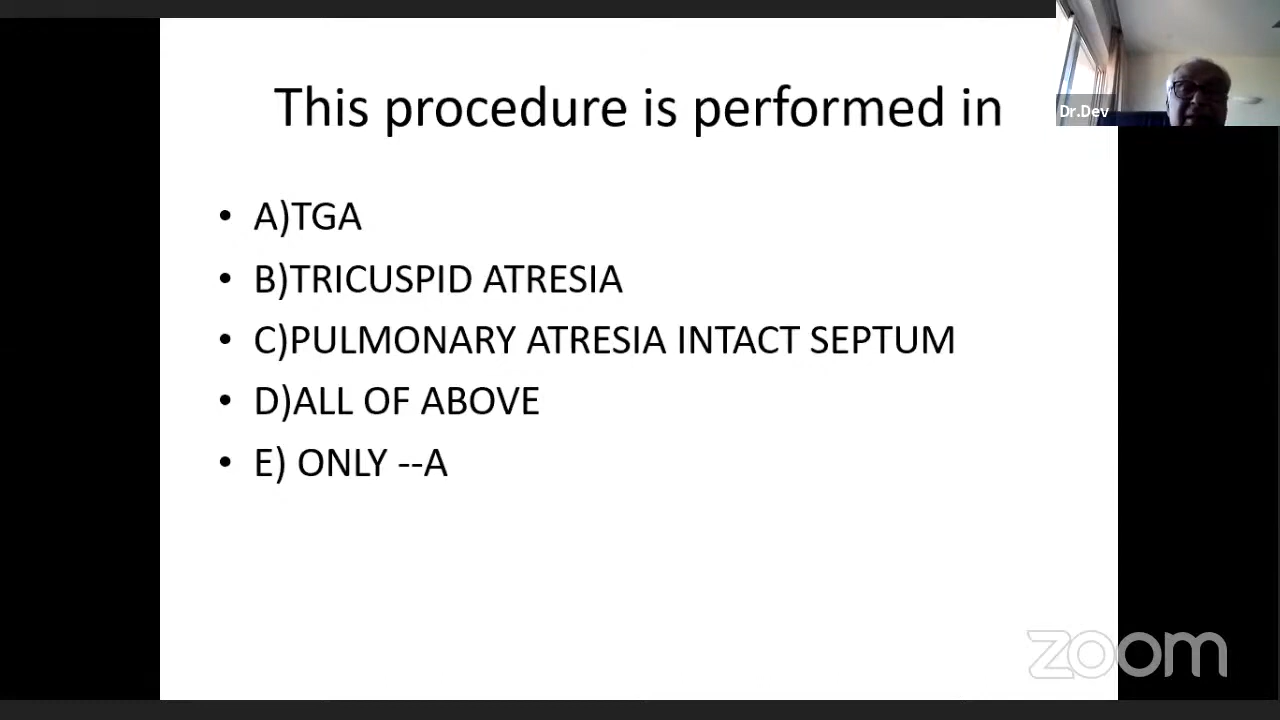 This procedure is performed in
Dr.Dev
• A)TGA
• B)TRICUSPID ATRESIA
• C)PULMONARY ATRESIA INTACT SEPTUM
• D)ALL OF ABOVE
• E) ONLY --A
zoom